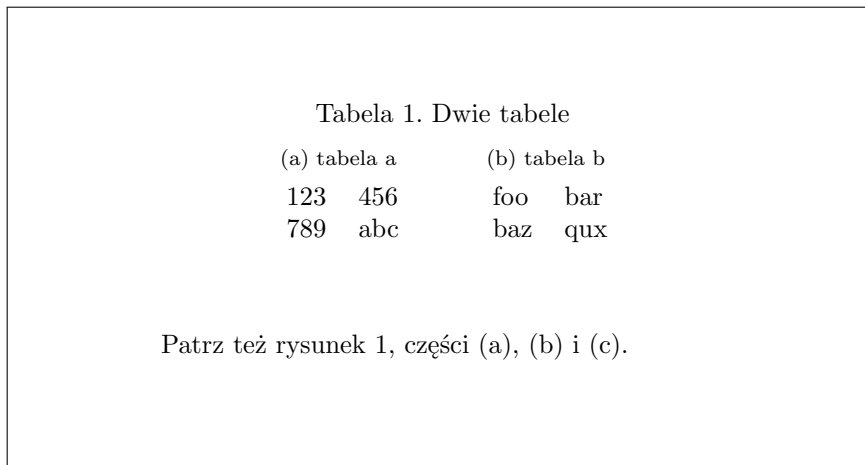 Tabela 1. Dwie tabele
(a) tabela a (b) tabela b
123 456 foo bar
789 abc baz qux
Patrz też rysunek 1, części (a), (b) i (c).